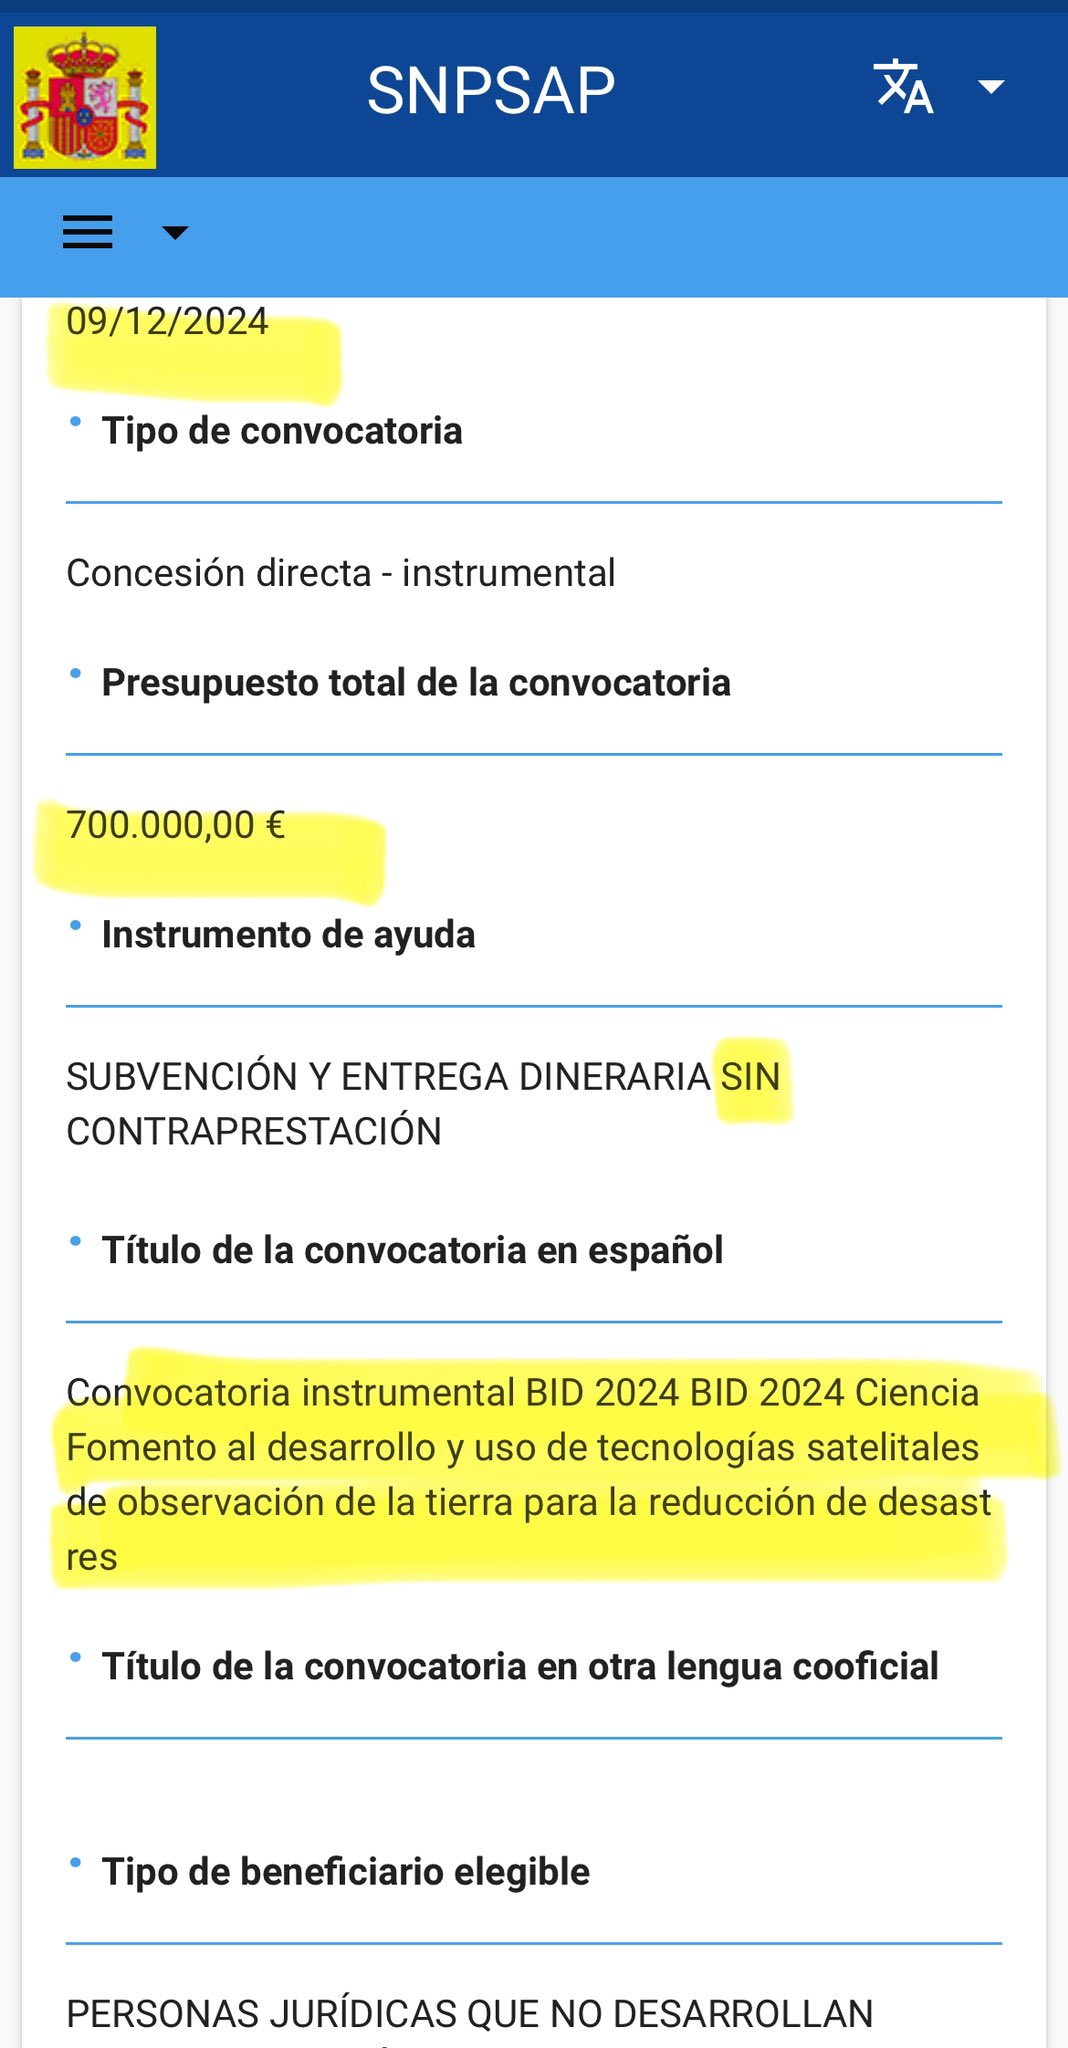 SNPSAP
09/12/2024
Tipo de convocatoria
Concesión directa - instrumental
Presupuesto total de la convocatoria
700.000,00 €
Instrumento de ayuda
SUBVENCIÓN Y ENTREGA DINERARIA SIN
CONTRAPRESTACIÓN
Título de la convocatoria en español
Convocatoria instrumental BID 2024 BID 2024 Ciencia
Fomento al desarrollo y uso de tecnologías satelitales
de observación de la tierra para la reducción de desast
res
Título de la convocatoria en otra lengua cooficial
Tipo de beneficiario elegible
PERSONAS JURÍDICAS QUE NO DESARROLLAN